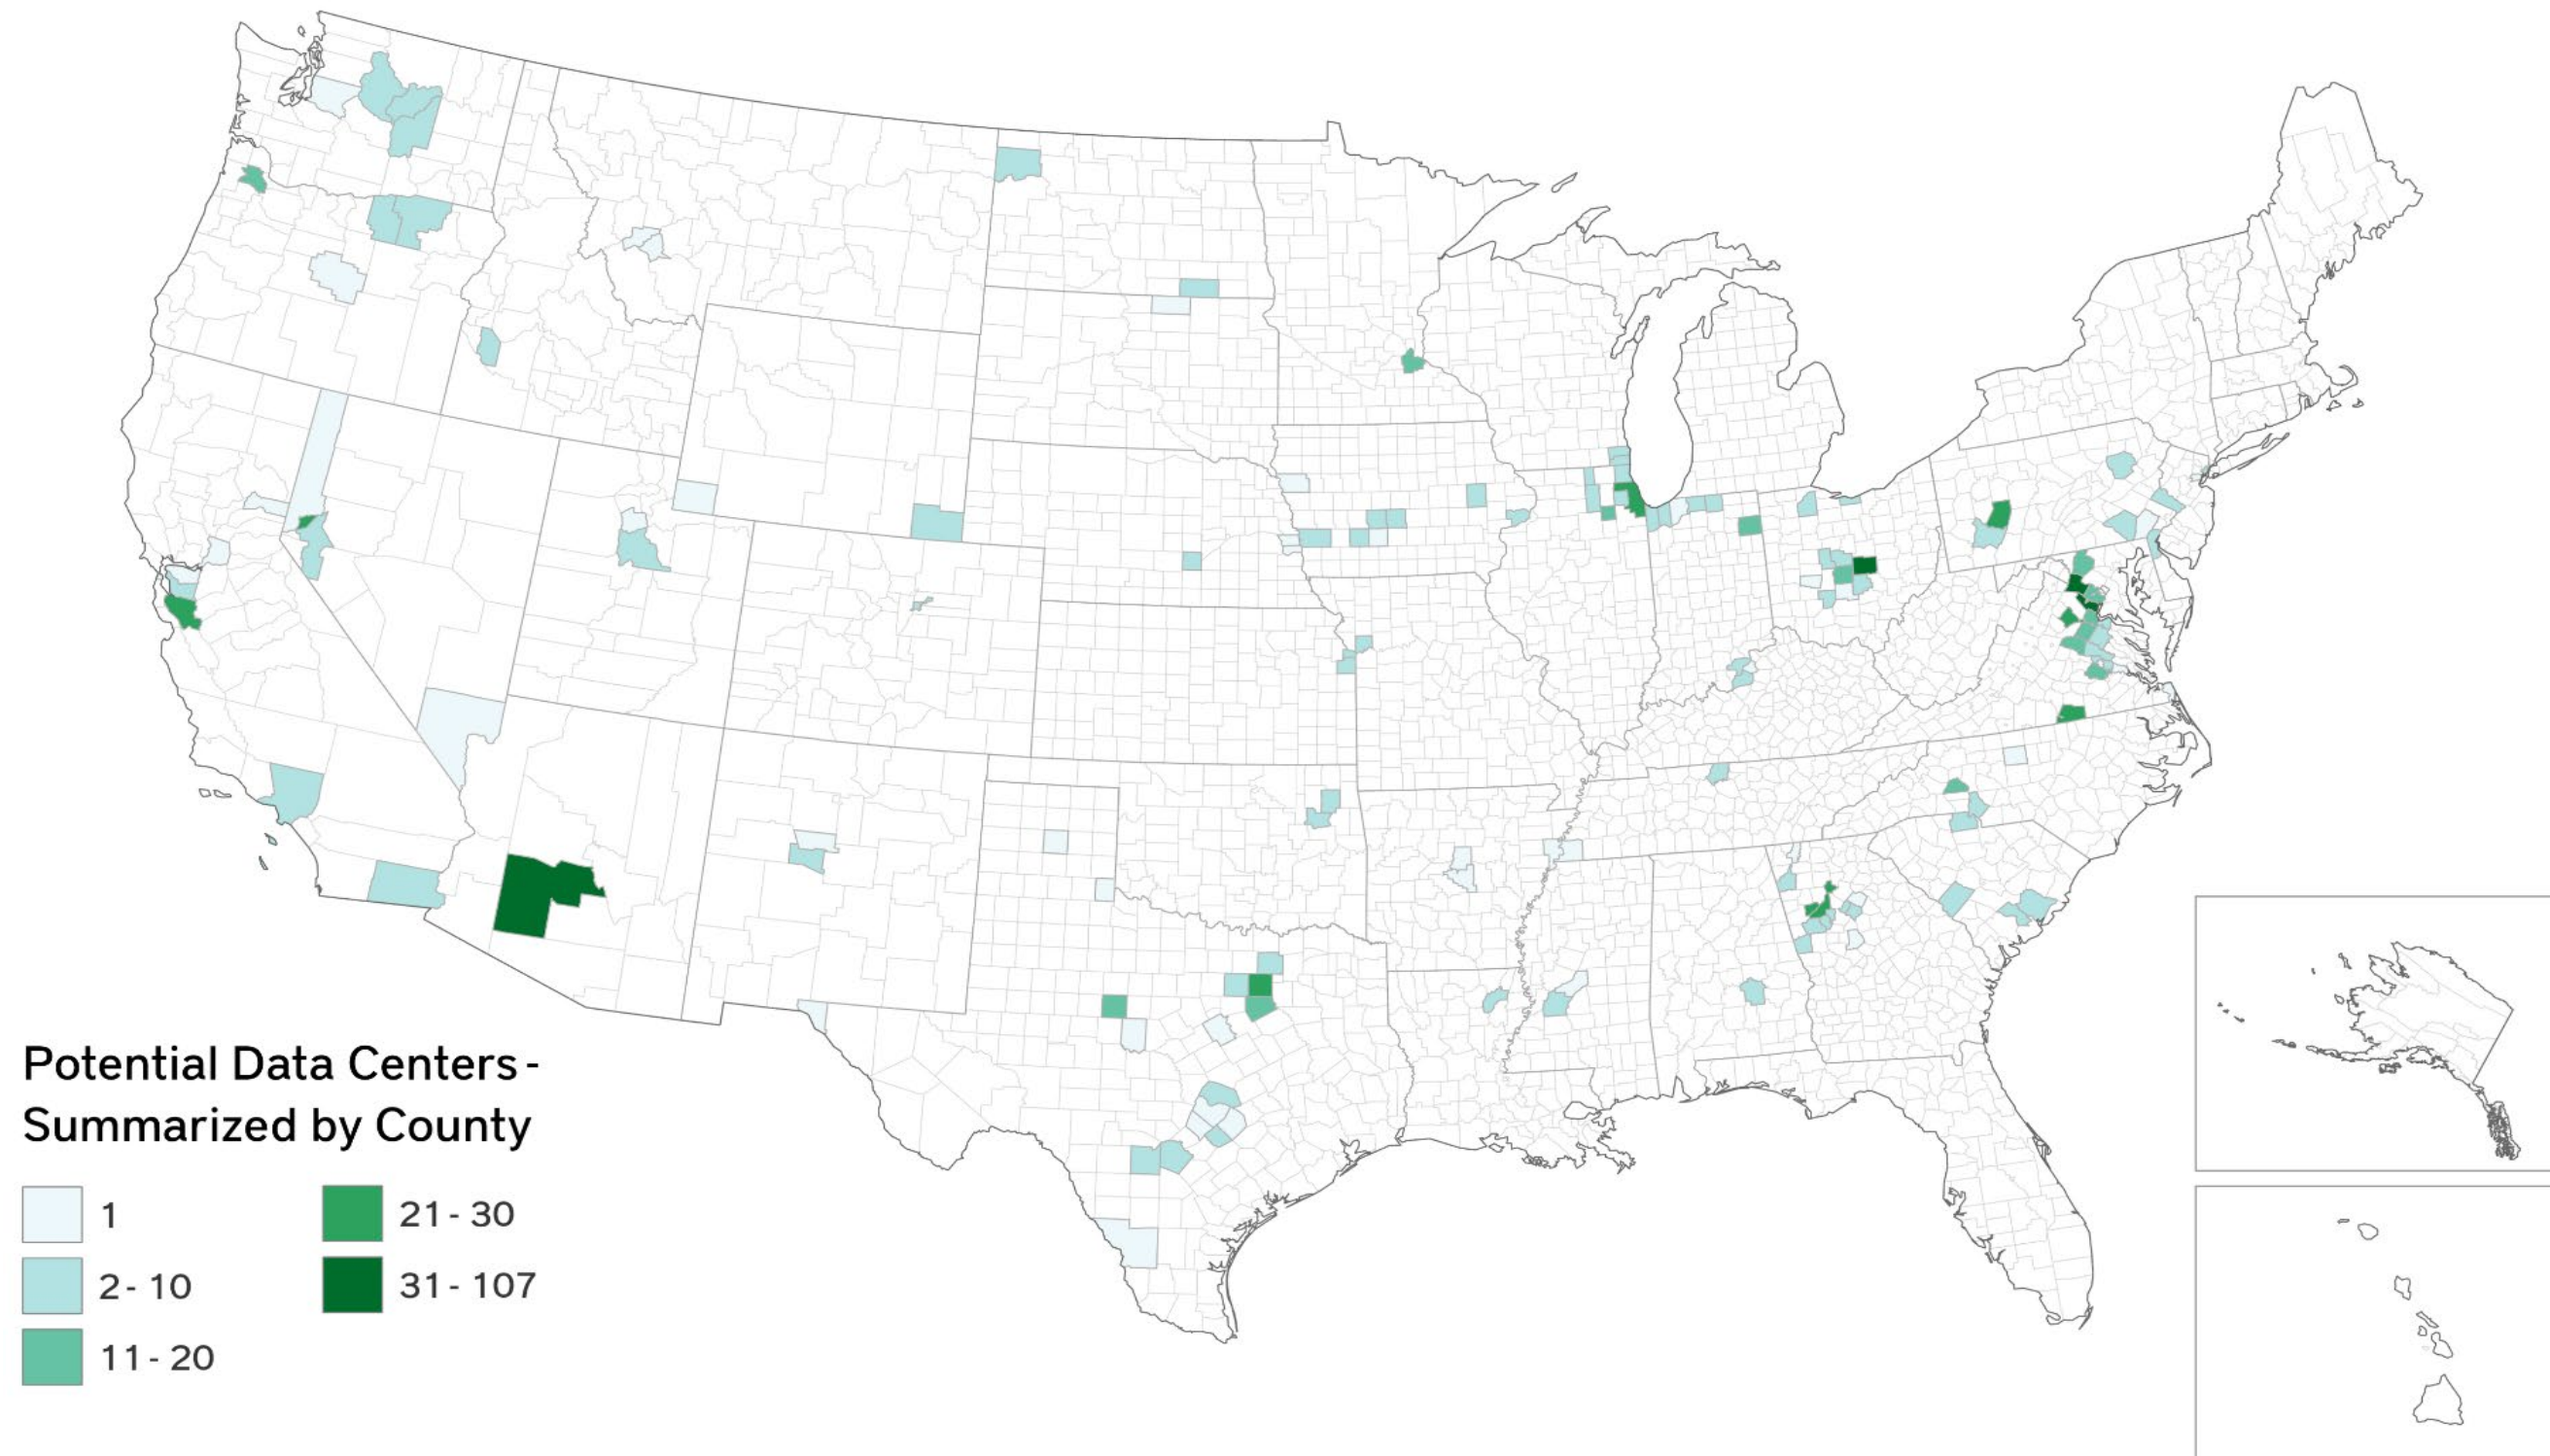 Potential Data Centers -
Summarized by County
1
2 - 10
11 - 20
21 - 30
31 - 107